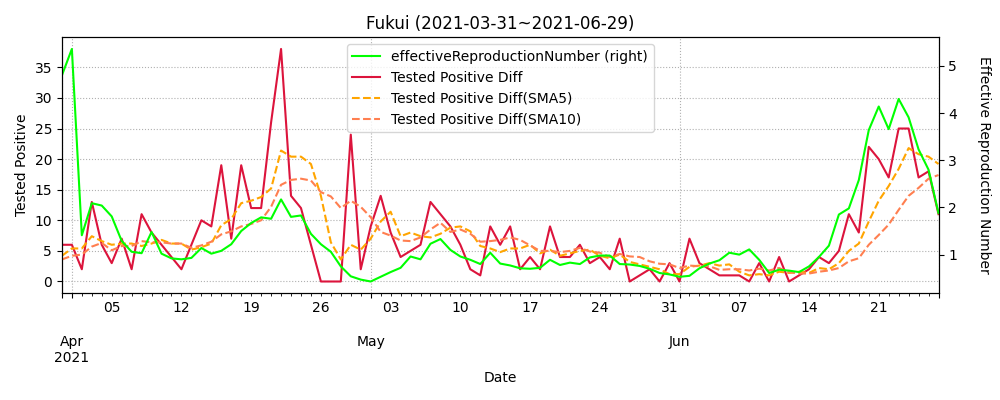 Fukui (2021-03-31~2021-06-29)
effectiveReproductionNumber (right)
Tested Positive Diff
Tested Positive Diff(SMA5)
Tested Positive Diff(SMA10)
Tested Positive
35
30
25
20
15
10
5
0
Effective Reproduction Number
5
4
3
2
1
05 12 19 26 03 10 17 24 31 07 14 21
Apr May Jun
2021
Date